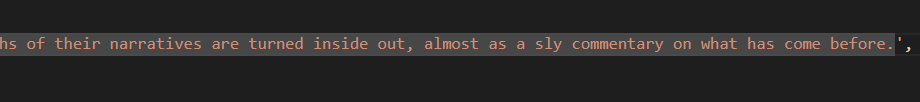 hs of their narratives are turned inside out, almost as a sly commentary on what has come before.',